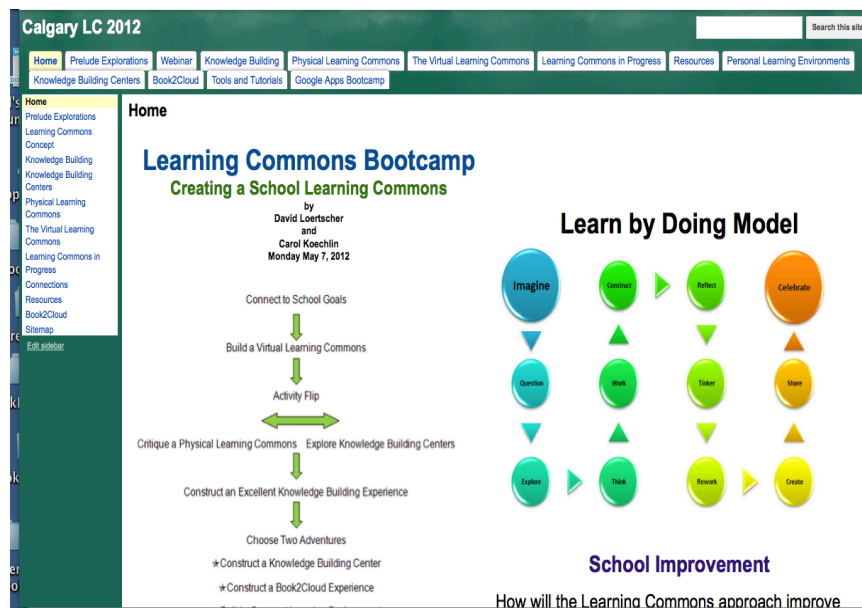 Calgary LC 2012
Search this site
Home Prelude Explorations Webinar Knowledge Building Physical Learning Commons The Virtual Learning Commons Learning Commons in Progress Resources Personal Learning Environments
Knowledge Building Centers Book2Cloud Tools and Tutorials Google Apps Bootcamp
Home
Prelude Explorations
Learning Commons
Concept
Knowledge Building
Knowledge Building
Centers
Physical Learning
Commons
The Virtual Learning
Commons
Learning Commons in
Progress
Connections
Resources
Book2Cloud
Sitemap
Edit sidebar
Home
Learning Commons Bootcamp
Creating a School Learning Commons
by
David Loertscher
and
Carol Koechlin
Monday May 7, 2012
Connect to School Goals
Build a Virtual Learning Commons
Activity Flip
Critique a Physical Learning Commons Explore Knowledge Building Centers
Construct an Excellent Knowledge Building Experience
Choose Two Adventures
*Construct a Knowledge Building Center
*Construct a Book2Cloud Experience
Learn by Doing Model
Imagine Construct Reflect Celebrate
Question Work Tinker Share
Explore Think Rework Create
School Improvement
How will the Learning Commons approach improve